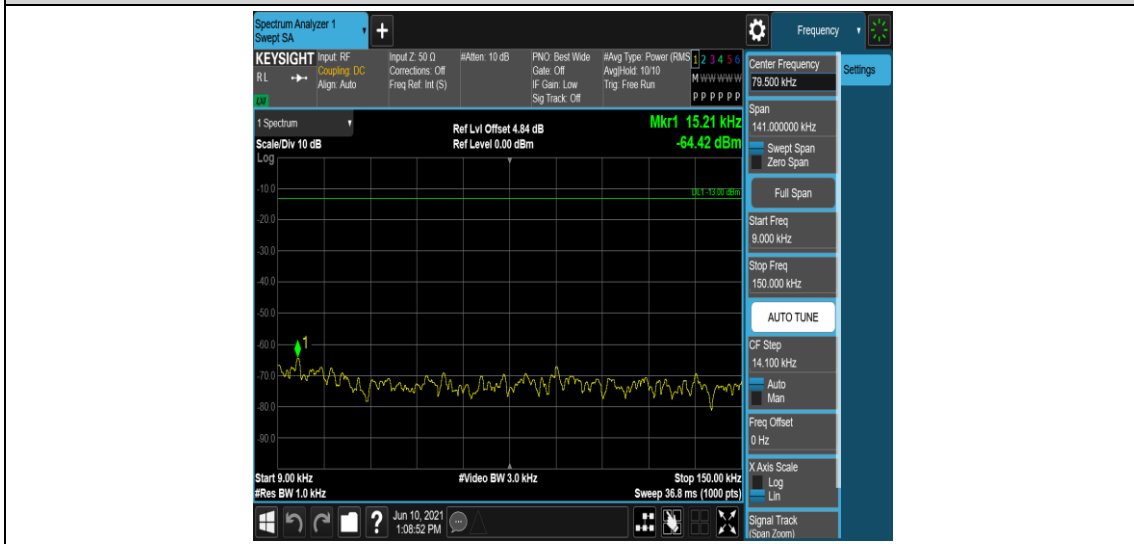 Spectrum Analyzer 1
Swept SA
+
Frequency
KEYSIGHT
RL
LXI
Input: RF
Coupling: DC
Align: Auto
Input Z: 50 Ω
Corrections: Off
Freq Ref: Int (S)
#Atten: 10 dB
PNO: Best Wide
Gate: Off
IF Gain: Low
Sig Track: Off
#Avg Type: Power (RMS
Avg|Hold: 10/10
Trig: Free Run
1 2 3 4 5 6
M W W W W W
P P P P P P
Center Frequency
79.500 kHz
Settings
Span
141.000000 kHz
Swept Span
Zero Span
Full Span
Start Freq
9.000 kHz
Stop Freq
150.000 kHz
AUTO TUNE
CF Step
14.100 kHz
Auto
Man
Freq Offset
0 Hz
X Axis Scale
Log
Lin
Signal Track
(Span Zoom)
1 Spectrum
Scale/Div 10 dB
Ref Lvl Offset 4.84 dB
Ref Level 0.00 dBm
Mkr1 15.21 kHz
-64.42 dBm
Log
DL1 -13.00 dBm
-10.0
-20.0
-30.0
-40.0
-50.0
-60.0
1
-70.0
-80.0
-90.0
Start 9.00 kHz
#Res BW 1.0 kHz
#Video BW 3.0 kHz
Stop 150.00 kHz
Sweep 36.8 ms (1000 pts)
?
Jun 10, 2021
1:08:52 PM